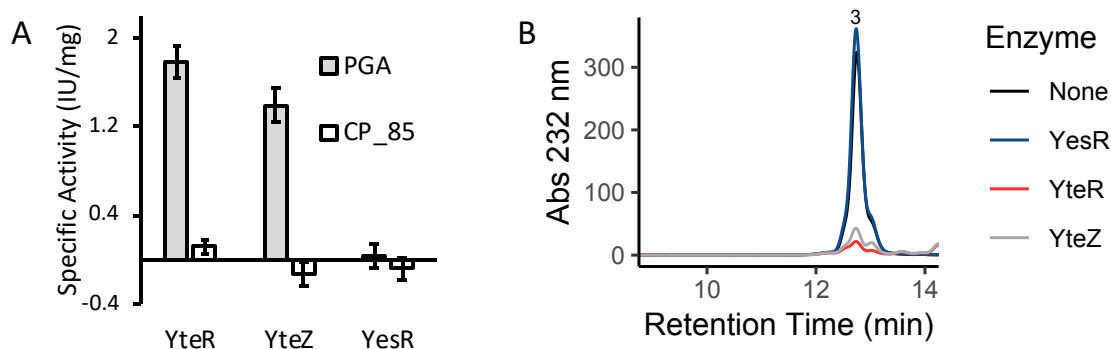 A
Specific Activity (IU/mg)
2
1.2
0.4
-0.4
PGA
CP_85
YteR YteZ YesR
B
Abs 232 nm
300
200
100
0
3
10 12 14
Retention Time (min)
Enzyme
None
YesR
YteR
YteZ